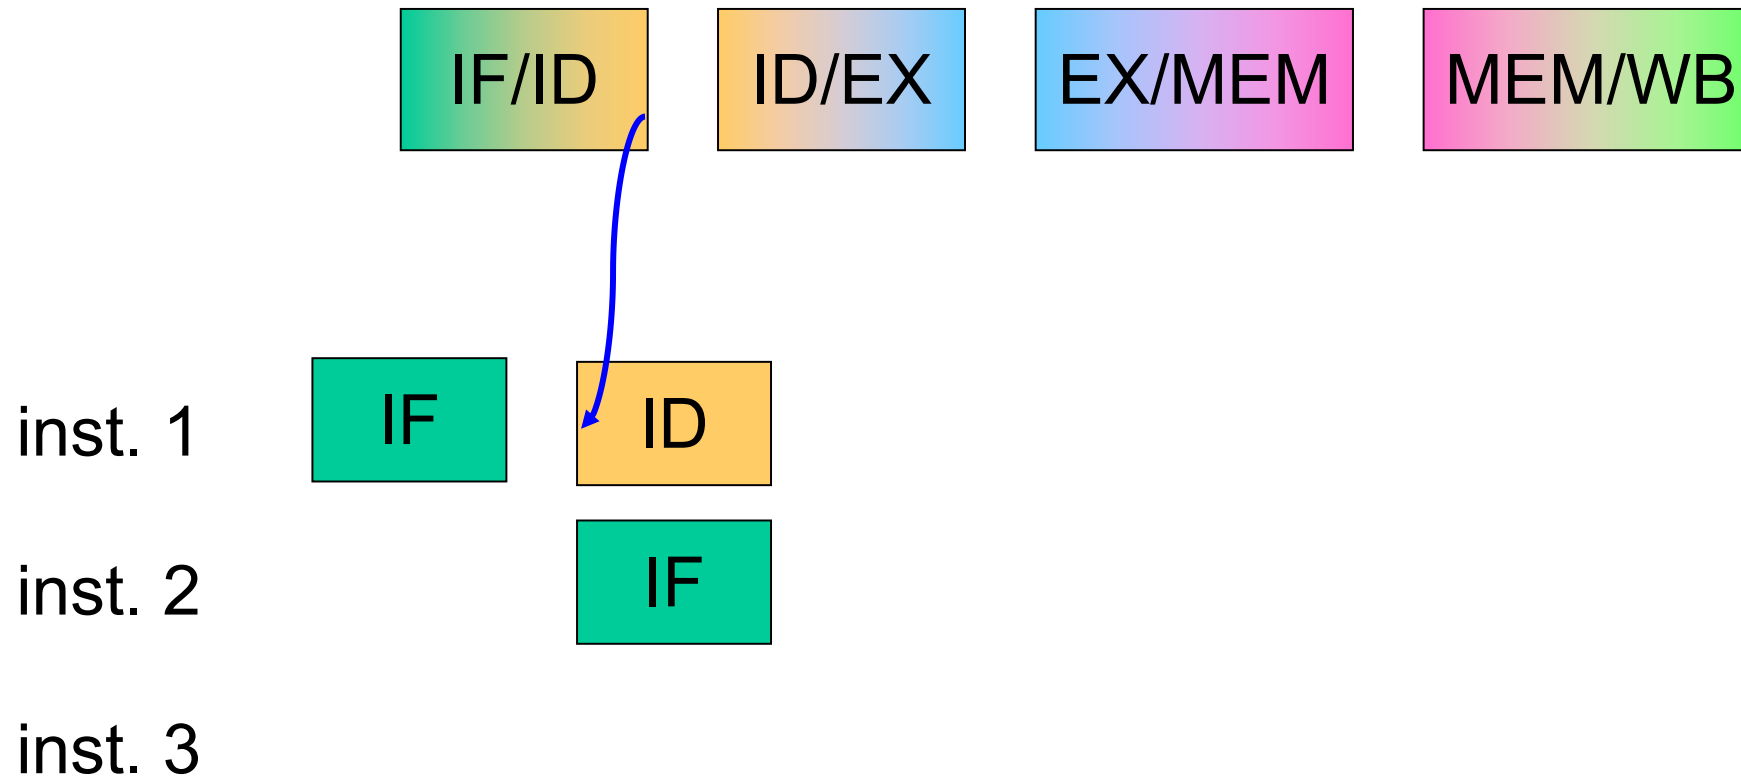 IF/ID ID/EX EX/MEM MEM/WB
inst. 1 IF ID
inst. 2 IF
inst. 3